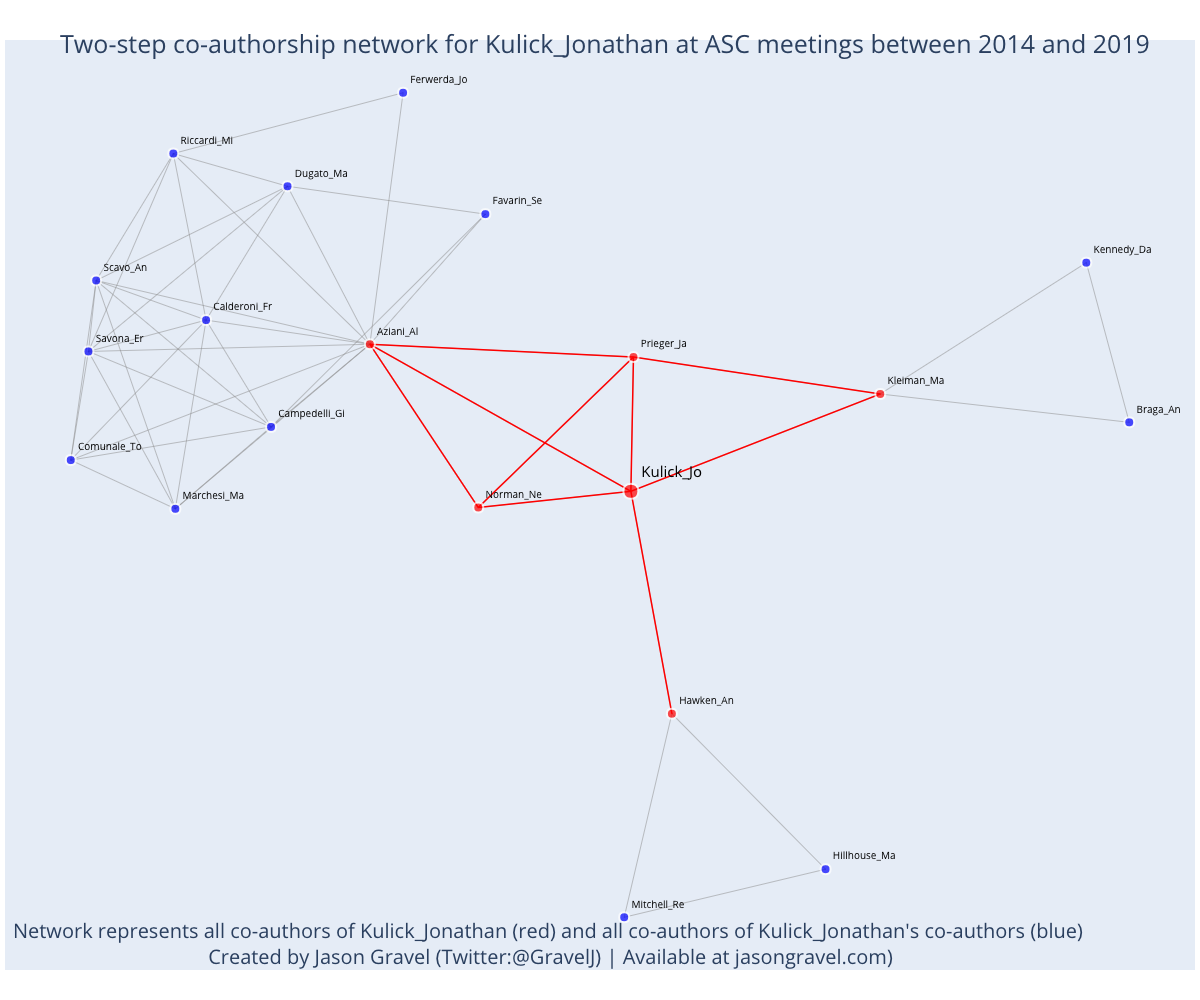 Two-step co-authorship network for Kulick_Jonathan at ASC meetings between 2014 and 2019
Ferwerda_Jo
Riccardi_Mi
Dugato_Ma
Favarin_Se
Kennedy_Da
Scavo_An
Calderoni_Fr
Aziani_Al
Savona_Er
Prieger_Ja
Kleiman_Ma
Braga_An
Campedelli_Gi
Comunale_To
Kulick_Jo
Marchesi_Ma
Norman_Ne
Hawken_An
Hillhouse_Ma
Mitchell_Re
Network represents all co-authors of Kulick_Jonathan (red) and all co-authors of Kulick_Jonathan's co-authors (blue)
Created by Jason Gravel (Twitter:@GravelJ) | Available at jasongravel.com)